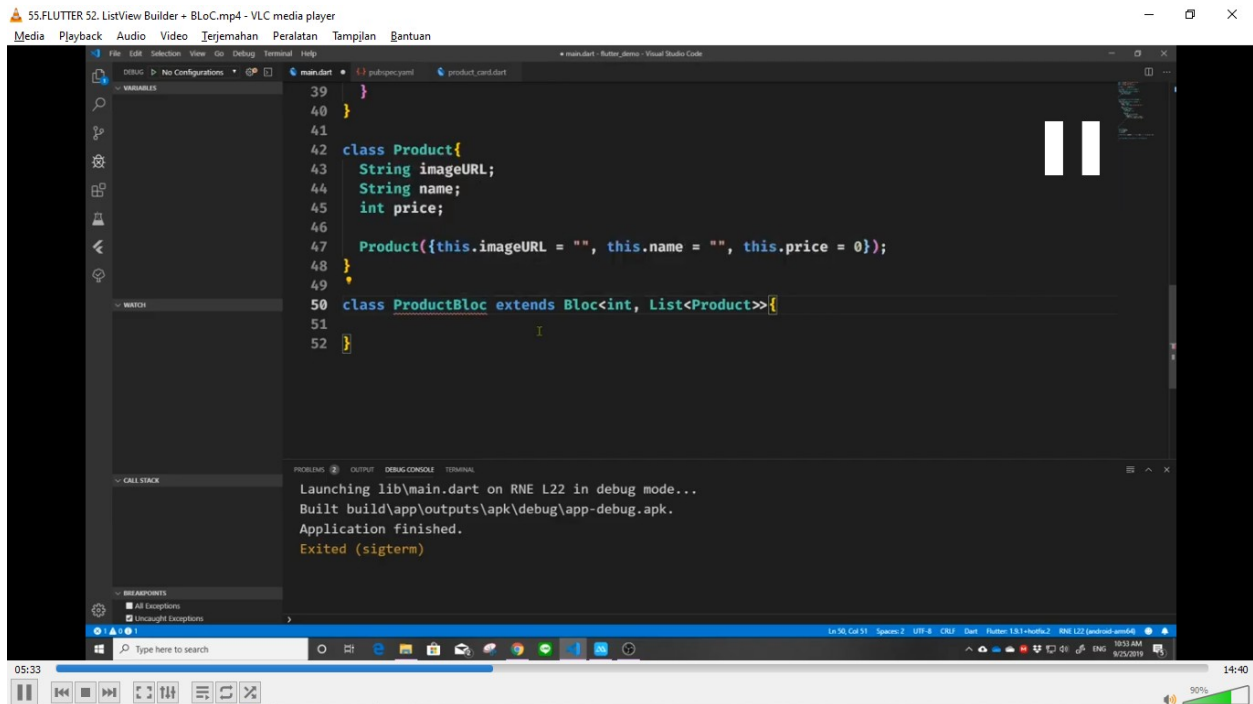 55.FLUTTER 52. ListView Builder + BLoC.mp4 - VLC media player
Media Playback Audio Video Terjemahan Peralatan Tampilan Bantuan
File Edit Selection View Go Debug Terminal Help
main.dart - flutter_demo - Visual Studio Code
DEBUG No Configurations
main.dart pubspec.yaml product_card.dart
VARIABLES
39 }
40 }
41
42 class Product{
43 String imageURL;
44 String name;
45 int price;
46
47 Product({this.imageURL = "", this.name = "", this.price = 0});
48 }
49
50 class ProductBloc extends Bloc<int, List<Product>>{
51
52 }
WATCH
CALL STACK
BREAKPOINTS
All Exceptions
Uncaught Exceptions
PROBLEMS 2 OUTPUT DEBUG CONSOLE TERMINAL
Launching lib\main.dart on RNE L22 in debug mode...
Built build\app\outputs\apk\debug\app-debug.apk.
Application finished.
Exited (sigterm)
1 0 1
Ln 50, Col 51 Spaces: 2 UTF-8 CRLF Dart Flutter: 1.9.1+hotfix.2 RNE L22 (android-arm64)
Type here to search
ENG
10:53 AM
9/25/2019
05:33
14:40
90%